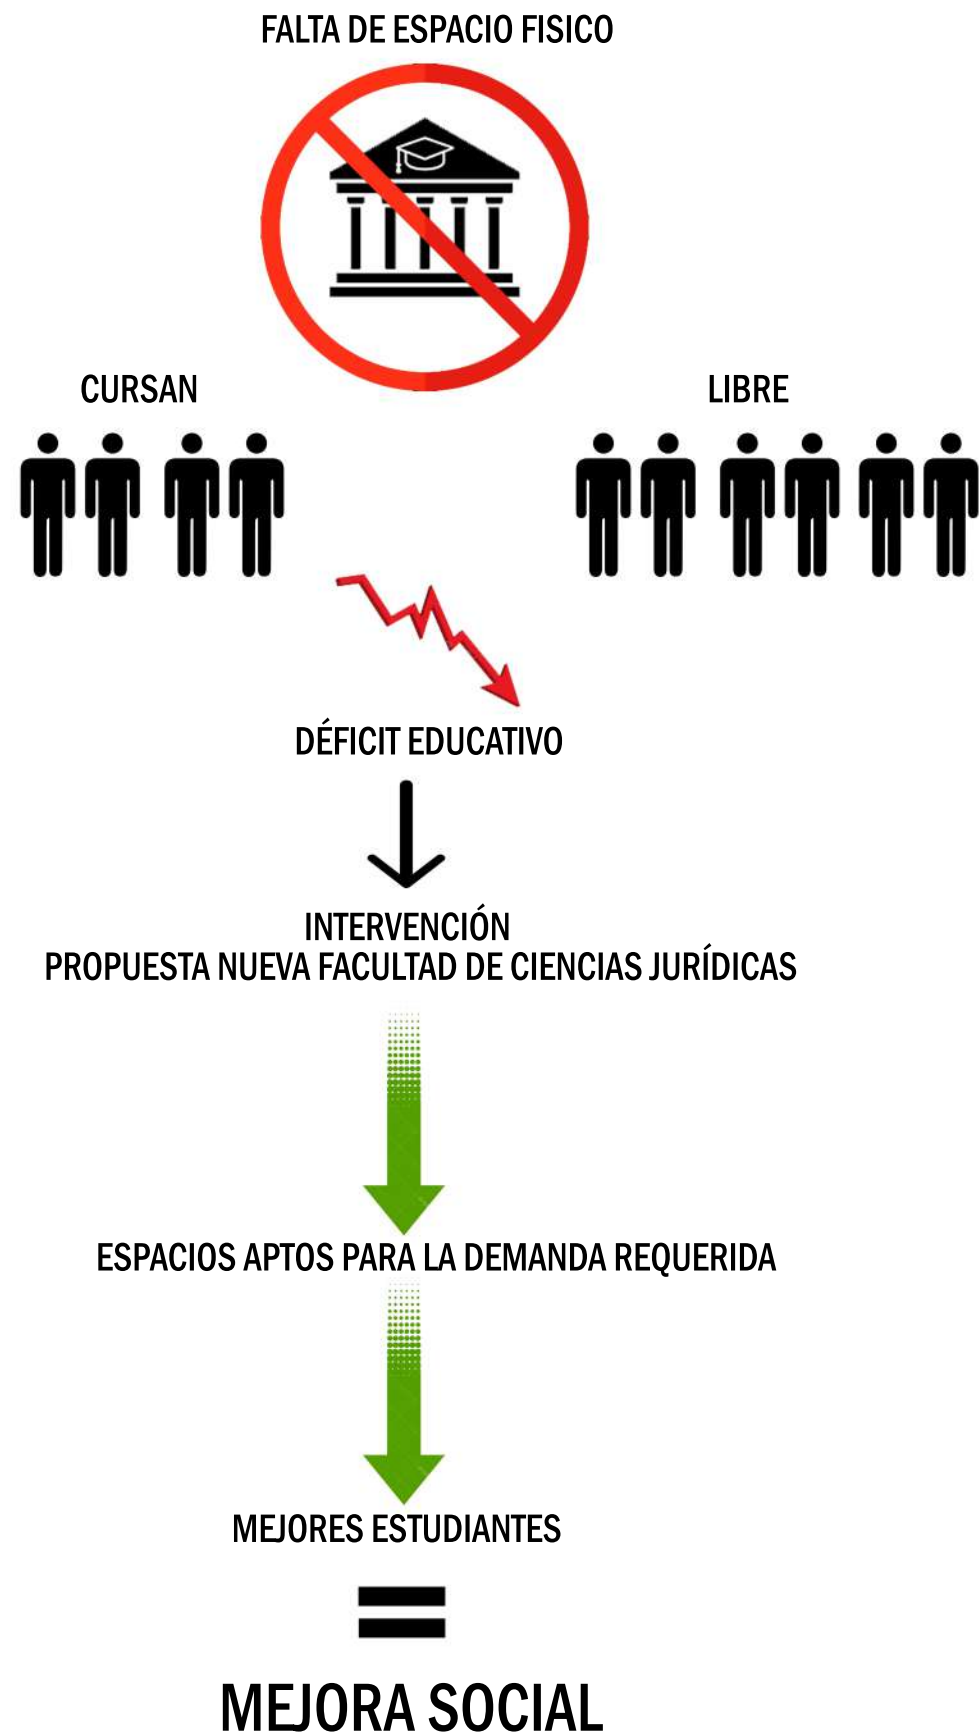 FALTA DE ESPACIO FISICO
CURSAN
LIBRE
DÉFICIT EDUCATIVO
INTERVENCIÓN
PROPUESTA NUEVA FACULTAD DE CIENCIAS JURÍDICAS
ESPACIOS APTOS PARA LA DEMANDA REQUERIDA
MEJORES ESTUDIANTES
=
MEJORA SOCIAL